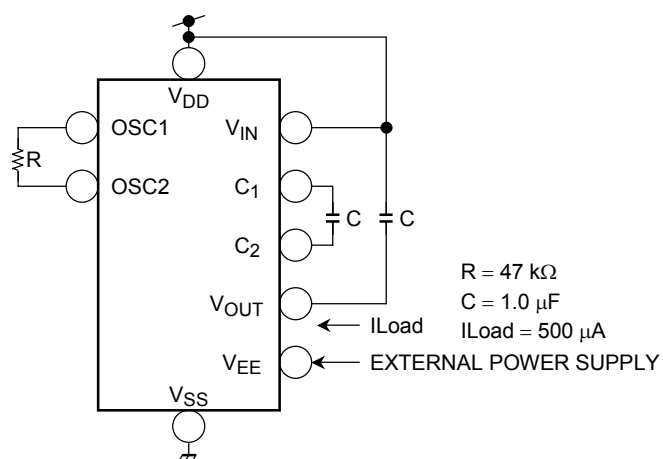 VDD
OSC1
VIN
R
OSC2
C1
C
C
C2
R = 47 kΩ
C = 1.0 μF
VOUT
ILoad
ILoad = 500 μA
VEE
EXTERNAL POWER SUPPLY
VSS